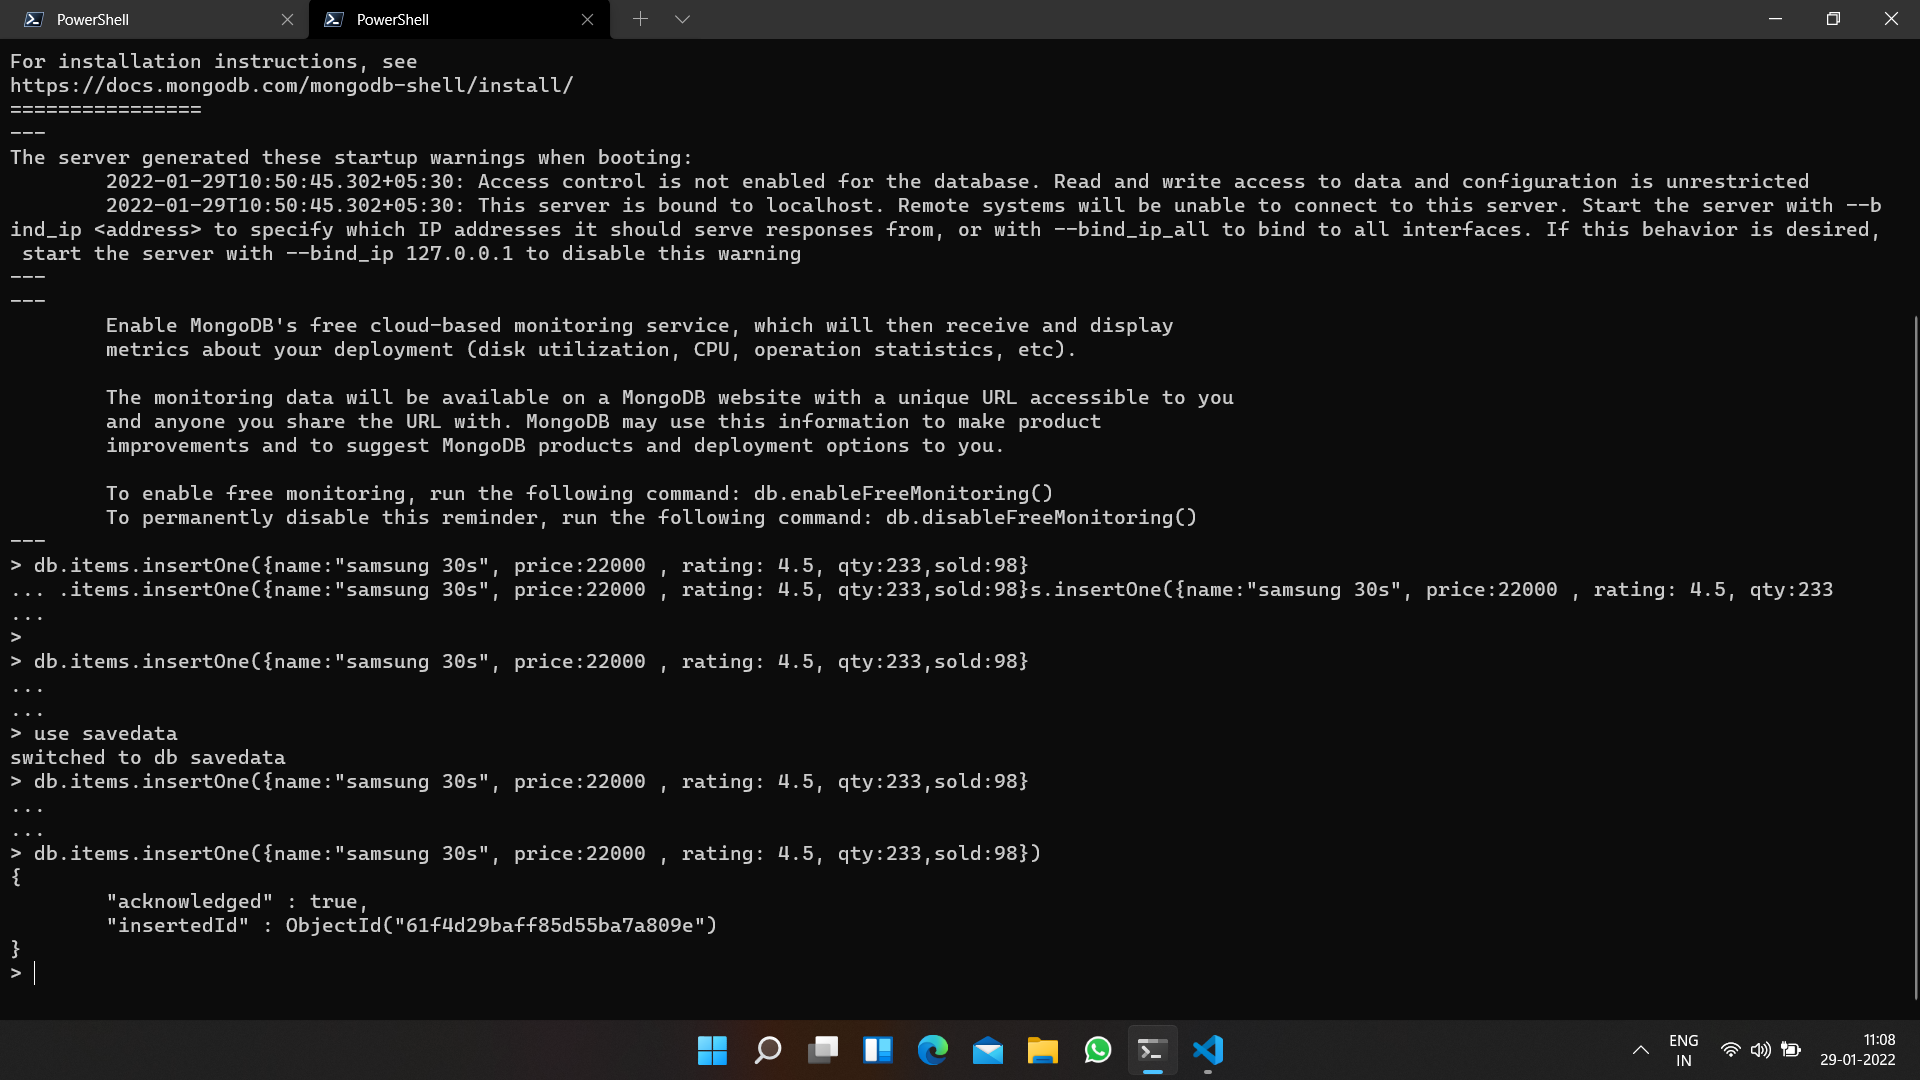 PowerShell
PowerShell
For installation instructions, see
https://docs.mongodb.com/mongodb-shell/install/
================
---
The server generated these startup warnings when booting:
        2022-01-29T10:50:45.302+05:30: Access control is not enabled for the database. Read and write access to data and configuration is unrestricted
        2022-01-29T10:50:45.302+05:30: This server is bound to localhost. Remote systems will be unable to connect to this server. Start the server with --b
ind_ip <address> to specify which IP addresses it should serve responses from, or with --bind_ip_all to bind to all interfaces. If this behavior is desired,
 start the server with --bind_ip 127.0.0.1 to disable this warning
---
---
        Enable MongoDB's free cloud-based monitoring service, which will then receive and display
        metrics about your deployment (disk utilization, CPU, operation statistics, etc).

        The monitoring data will be available on a MongoDB website with a unique URL accessible to you
        and anyone you share the URL with. MongoDB may use this information to make product
        improvements and to suggest MongoDB products and deployment options to you.

        To enable free monitoring, run the following command: db.enableFreeMonitoring()
        To permanently disable this reminder, run the following command: db.disableFreeMonitoring()
---
> db.items.insertOne({name:"samsung 30s", price:22000 , rating: 4.5, qty:233,sold:98}
... .items.insertOne({name:"samsung 30s", price:22000 , rating: 4.5, qty:233,sold:98}s.insertOne({name:"samsung 30s", price:22000 , rating: 4.5, qty:233
...
>
> db.items.insertOne({name:"samsung 30s", price:22000 , rating: 4.5, qty:233,sold:98}
...
...
> use savedata
switched to db savedata
> db.items.insertOne({name:"samsung 30s", price:22000 , rating: 4.5, qty:233,sold:98}
...
...
> db.items.insertOne({name:"samsung 30s", price:22000 , rating: 4.5, qty:233,sold:98})
{
        "acknowledged" : true,
        "insertedId" : ObjectId("61f4d29baff85d55ba7a809e")
}
>
ENG
IN
11:08
29-01-2022